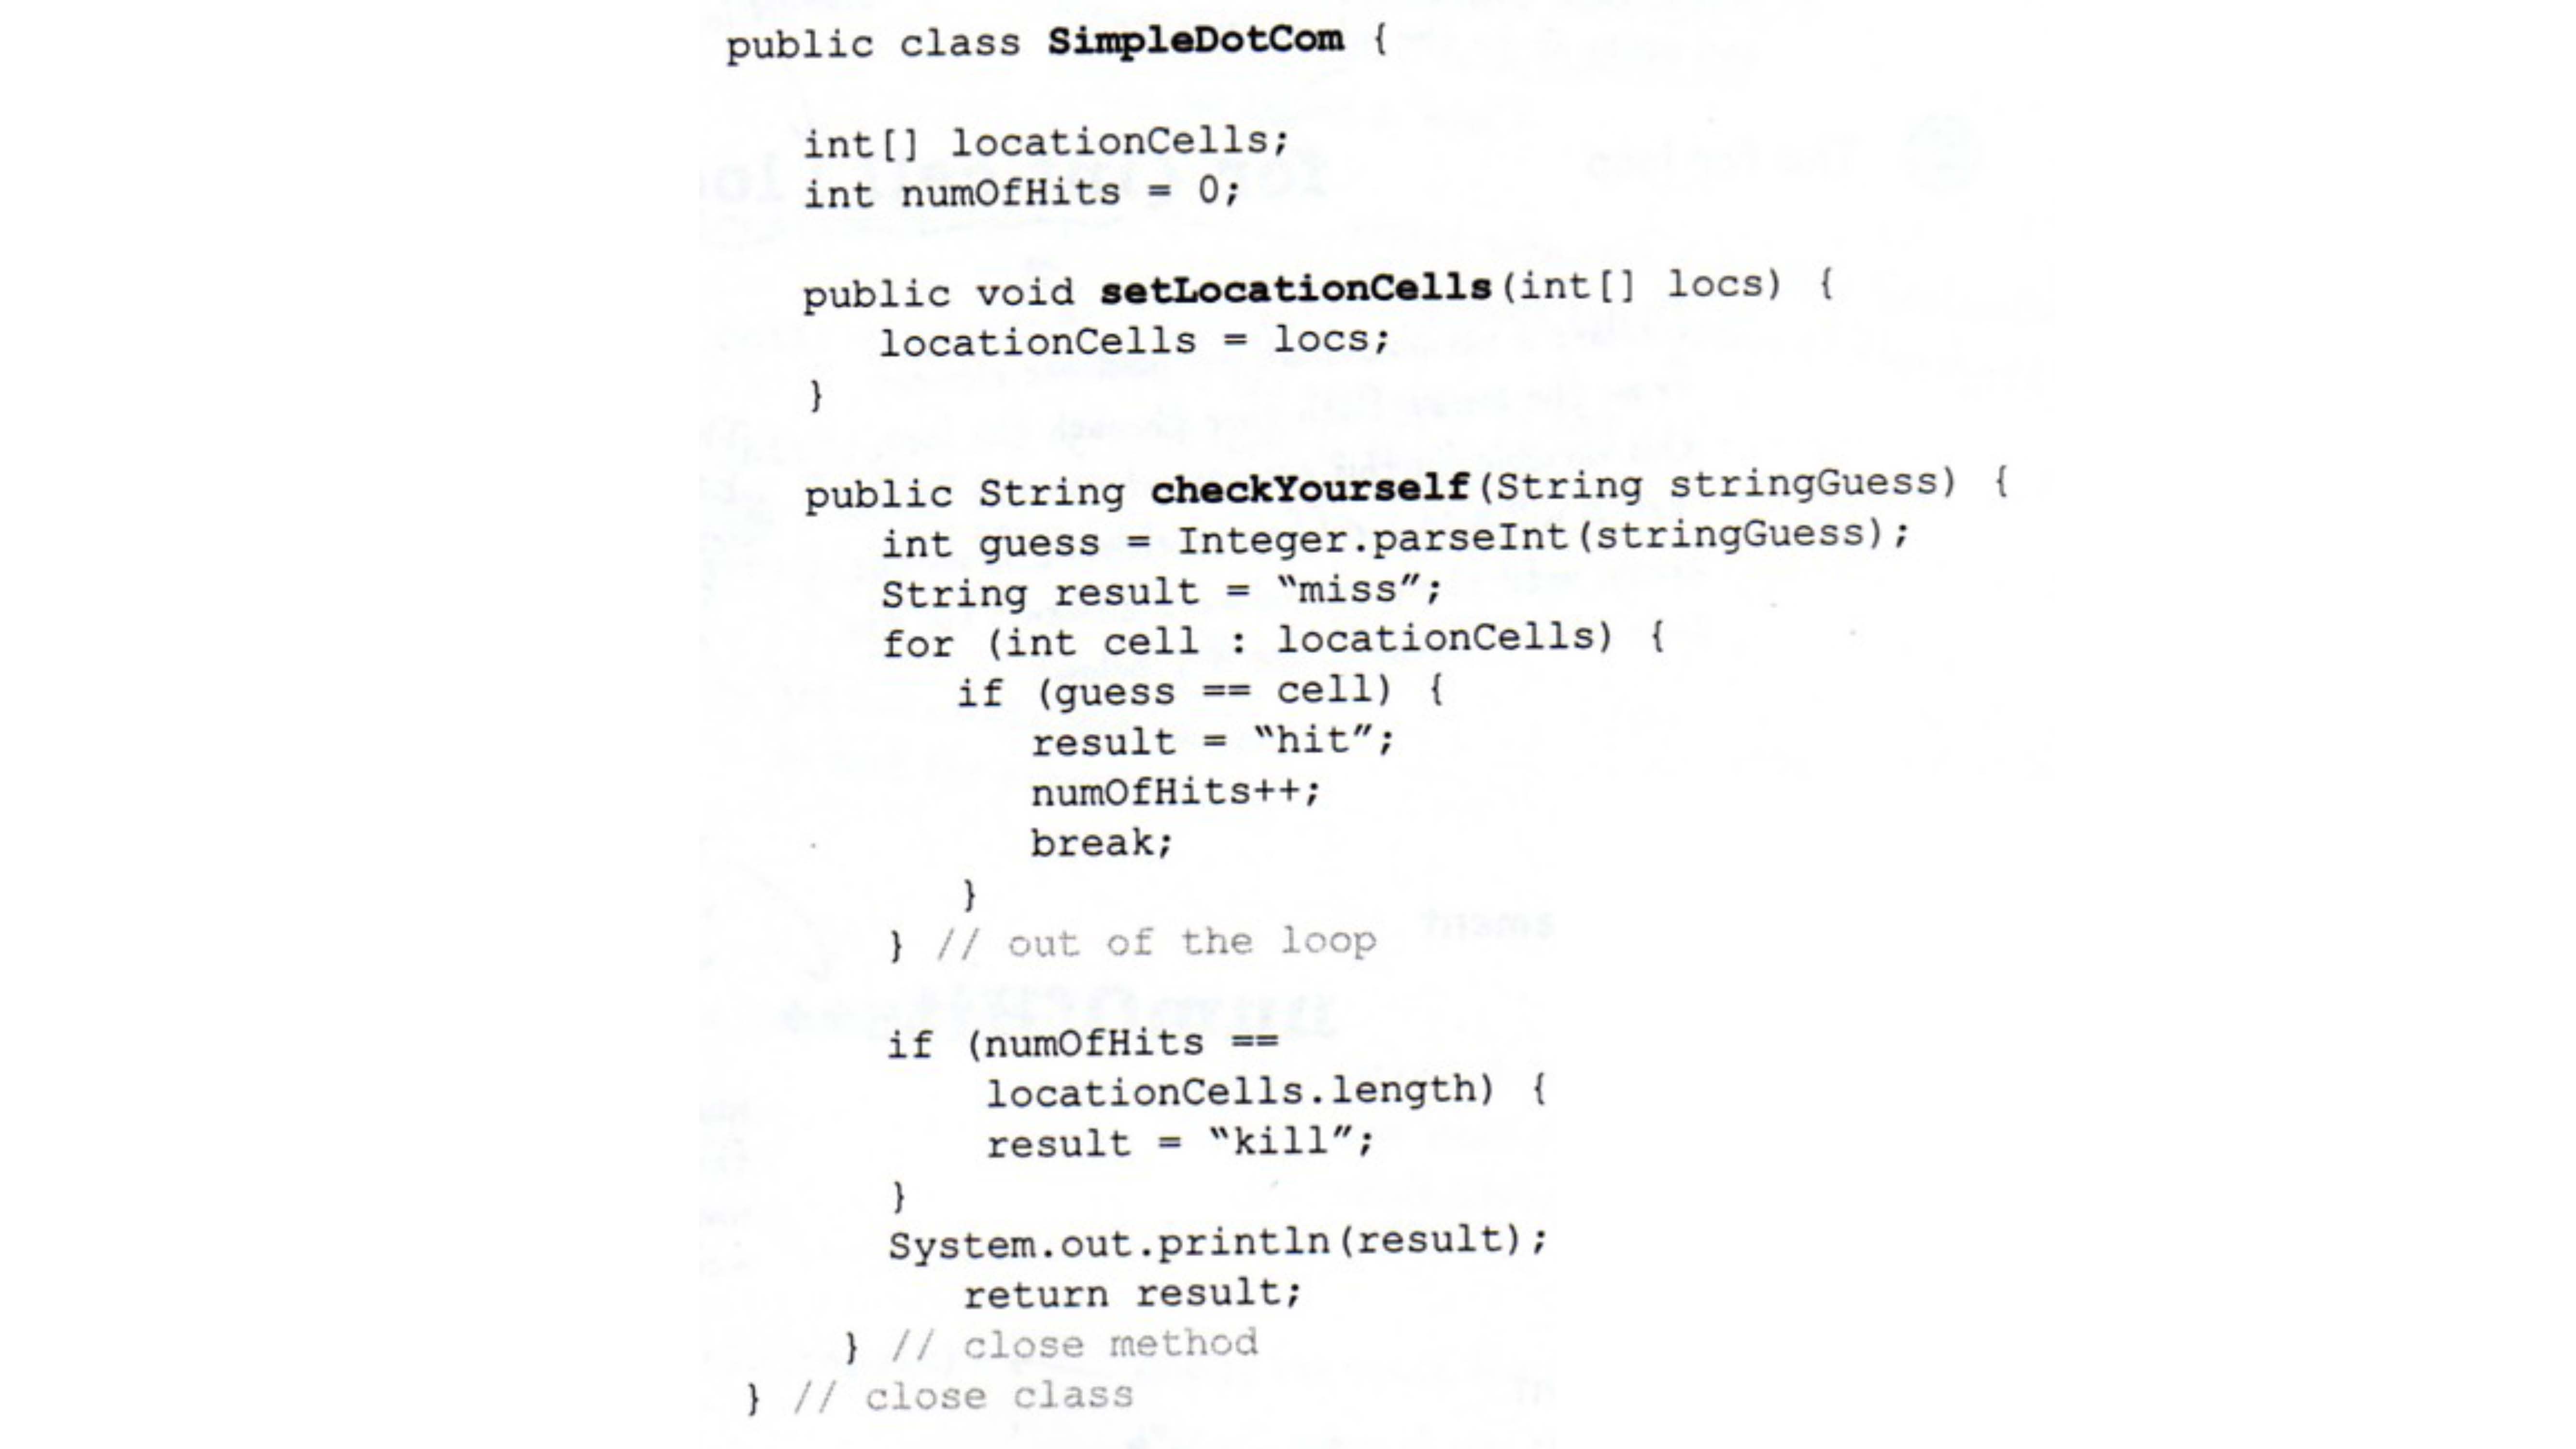 public class SimpleDotCom {
int[] locationCells;
int numOfHits = 0;
public void setLocationCells(int[] locs) {
locationCells = locs;
}
public String checkYourself(String stringGuess) {
int guess = Integer.parseInt(stringGuess);
String result = “miss”;
for (int cell : locationCells) {
if (guess == cell) {
result = “hit”;
numOfHits++;
break;
}
} // out of the loop
if (numOfHits ==
locationCells.length) {
result = “kill”;
}
System.out.println(result);
return result;
} // close method
} // close class